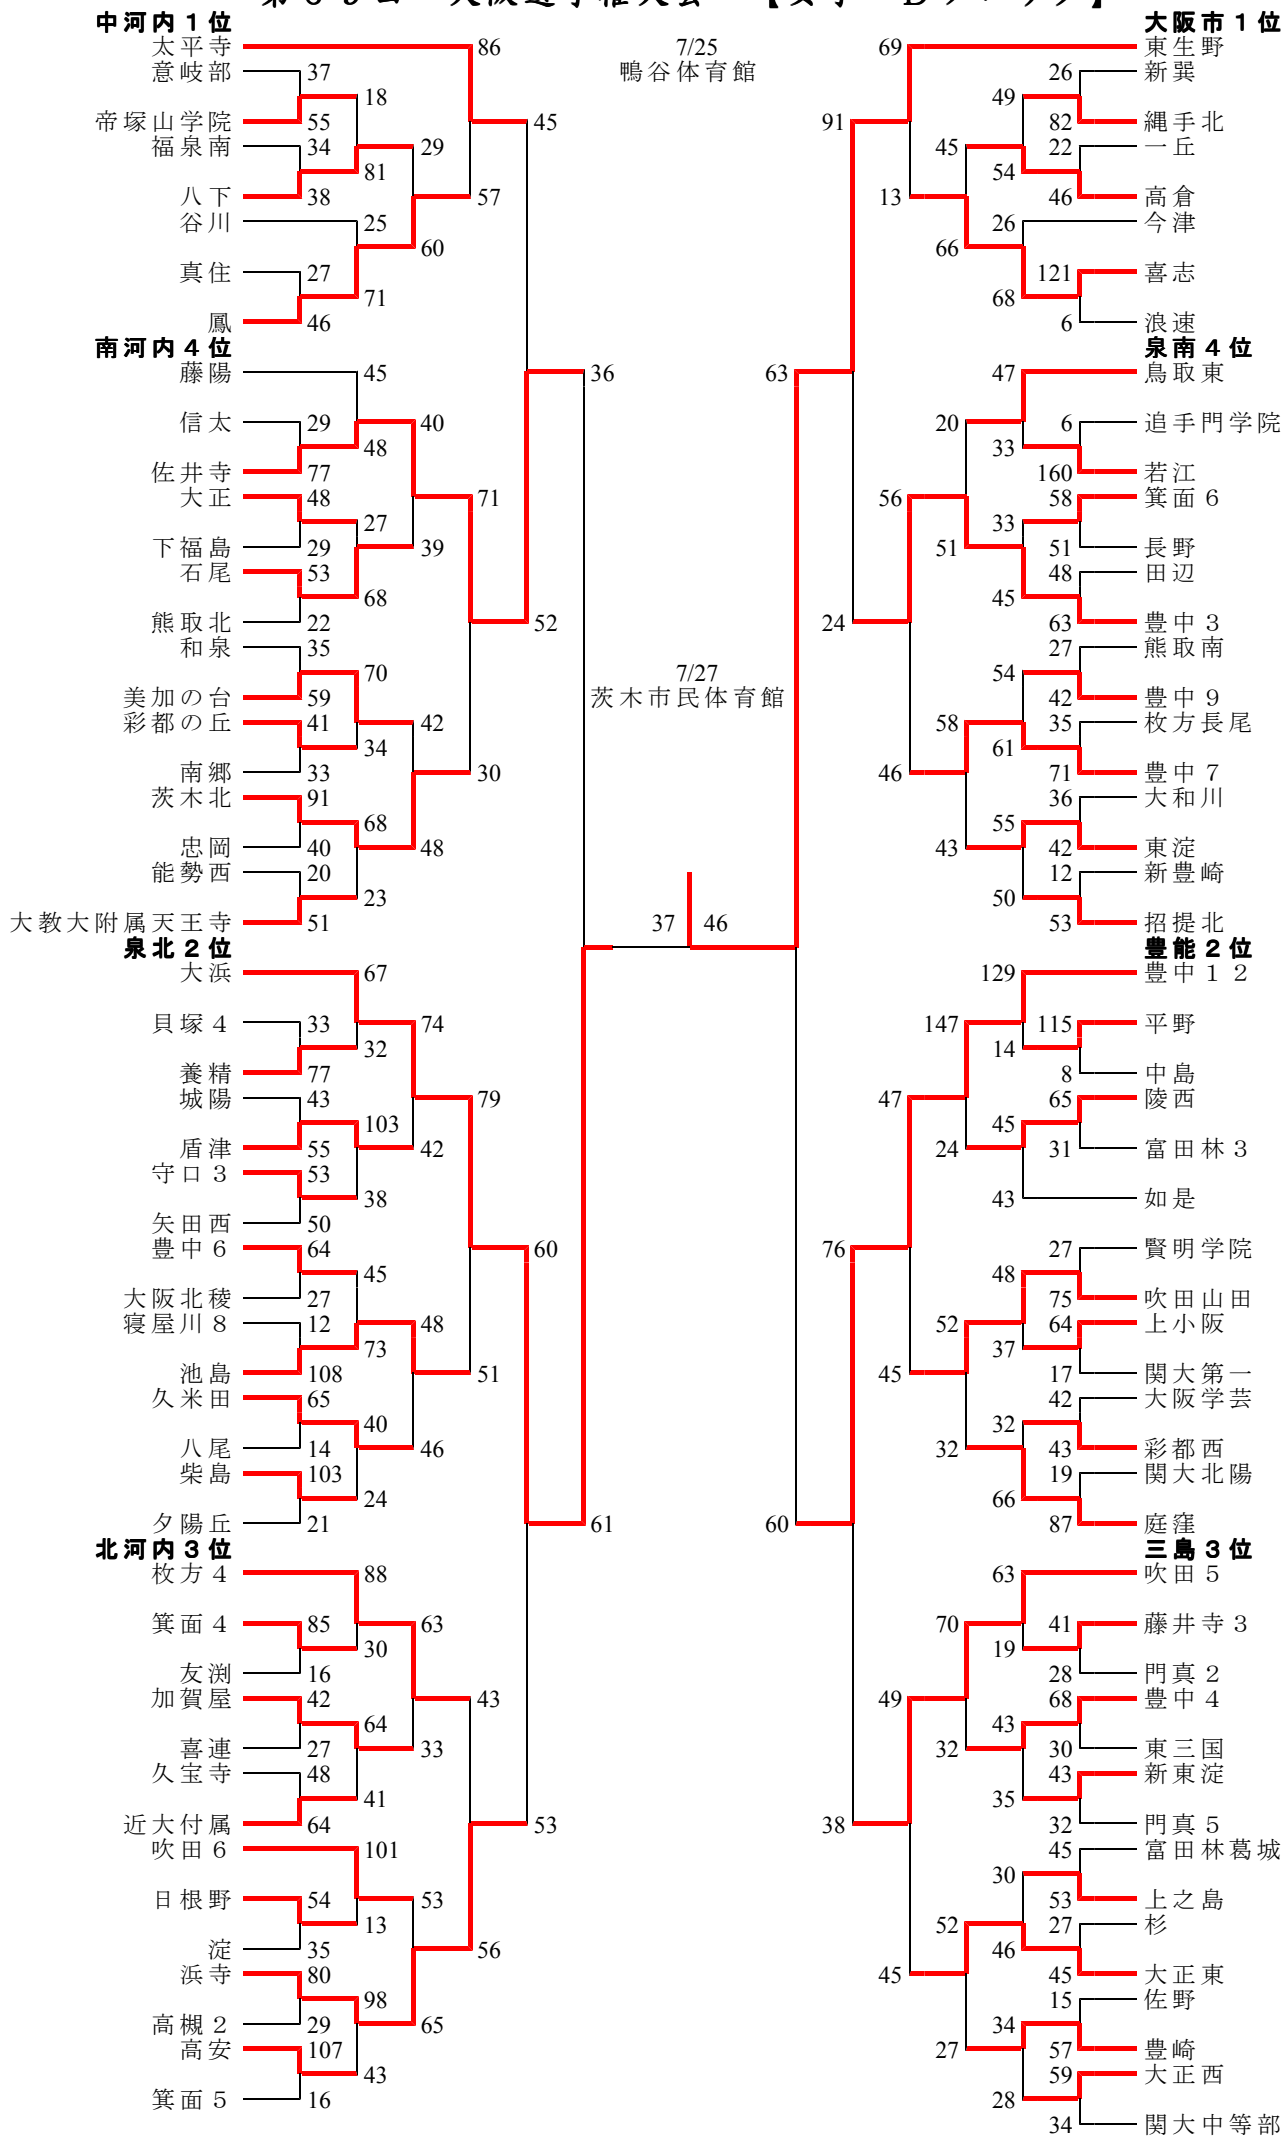 中河内１位
太平寺
86
意岐部
37
18
帝塚山学院
55
45
福泉南
34
29
81
八下
38
57
谷川
25
60
真住
27
71
鳳
46
南河内４位
藤陽
45
36
信太
29
40
48
佐井寺
77
大正
48
71
27
下福島
29
39
石尾
53
68
熊取北
22
52
和泉
35
70
美加の台
59
彩都の丘
41
42
34
南郷
33
30
茨木北
91
68
忠岡
40
48
能勢西
20
23
大教大附属天王寺
51
泉北２位
大浜
67
貝塚４
33
74
32
養精
77
城陽
43
79
103
盾津
55
42
守口３
53
38
矢田西
50
豊中６
64
60
45
大阪北稜
27
寝屋川８
12
48
73
池島
108
51
久米田
65
40
八尾
14
46
柴島
103
24
夕陽丘
21
61
北河内３位
枚方４
88
箕面４
85
63
30
友渕
16
加賀屋
42
43
64
喜連
27
33
久宝寺
48
41
近大付属
64
53
吹田６
101
日根野
54
53
13
淀
35
56
浜寺
80
98
高槻２
29
65
高安
107
43
箕面５
16
7/25
鴨谷体育館
7/27
茨木市民体育館
37
46
大阪市１位
69
東生野
26
新巽
49
91
82
縄手北
45
22
一丘
54
13
46
高倉
26
今津
66
121
喜志
68
6
浪速
泉南４位
63
47
鳥取東
20
6
追手門学院
33
160
若江
56
58
箕面６
33
51
51
長野
48
田辺
45
24
63
豊中３
27
熊取南
54
42
豊中９
58
35
枚方長尾
61
46
71
豊中７
36
大和川
55
43
42
東淀
12
新豊崎
50
53
招提北
豊能２位
129
豊中１２
147
115
平野
14
8
中島
47
65
陵西
45
24
31
富田林３
43
如是
76
27
賢明学院
48
75
吹田山田
52
64
上小阪
37
45
17
関大第一
42
大阪学芸
32
32
43
彩都西
19
関大北陽
66
60
87
庭窪
三島３位
63
吹田５
70
41
藤井寺３
19
28
門真２
49
68
豊中４
43
32
30
東三国
43
新東淀
35
38
32
門真５
45
富田林葛城
30
53
上之島
52
27
杉
46
45
45
大正東
15
佐野
34
27
57
豊崎
59
大正西
28
34
関大中等部